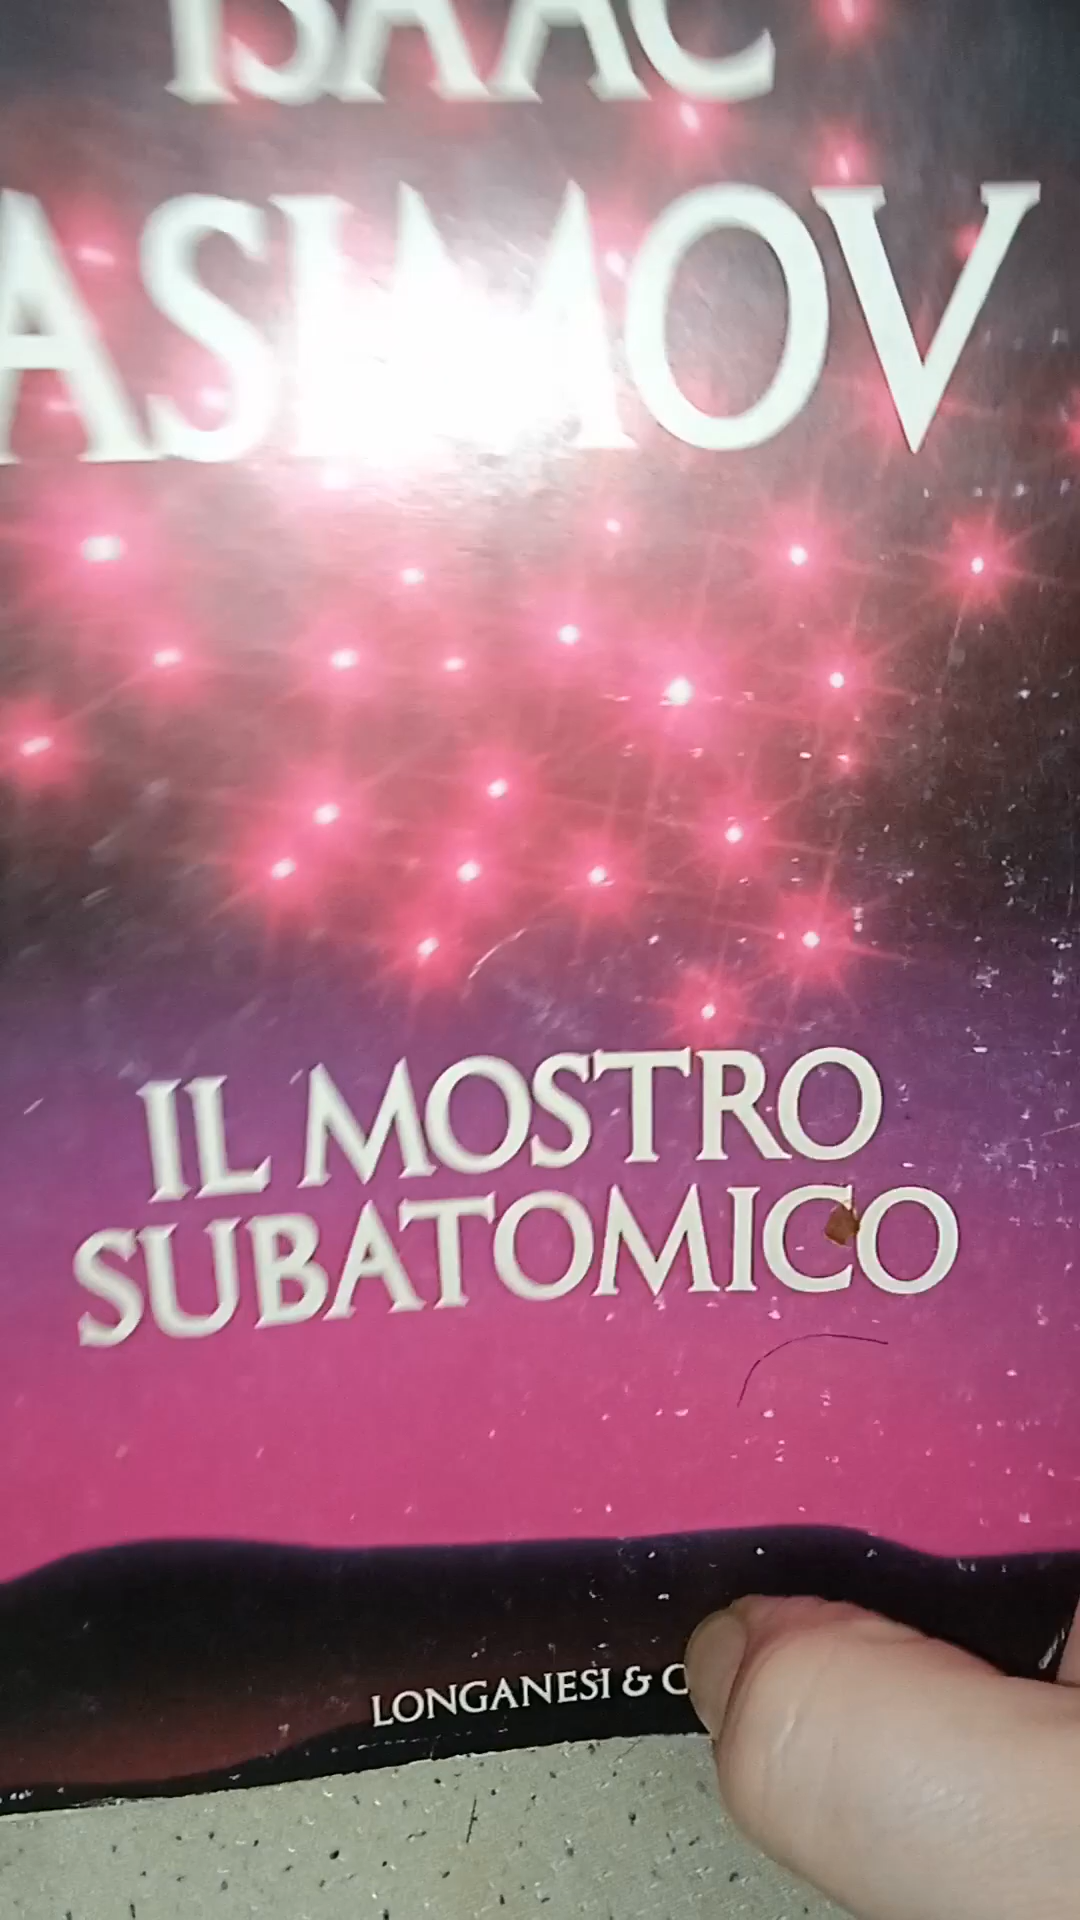 ISAAC
ASIMOV
IL MOSTRO
SUBATOMICO
LONGANESI & C